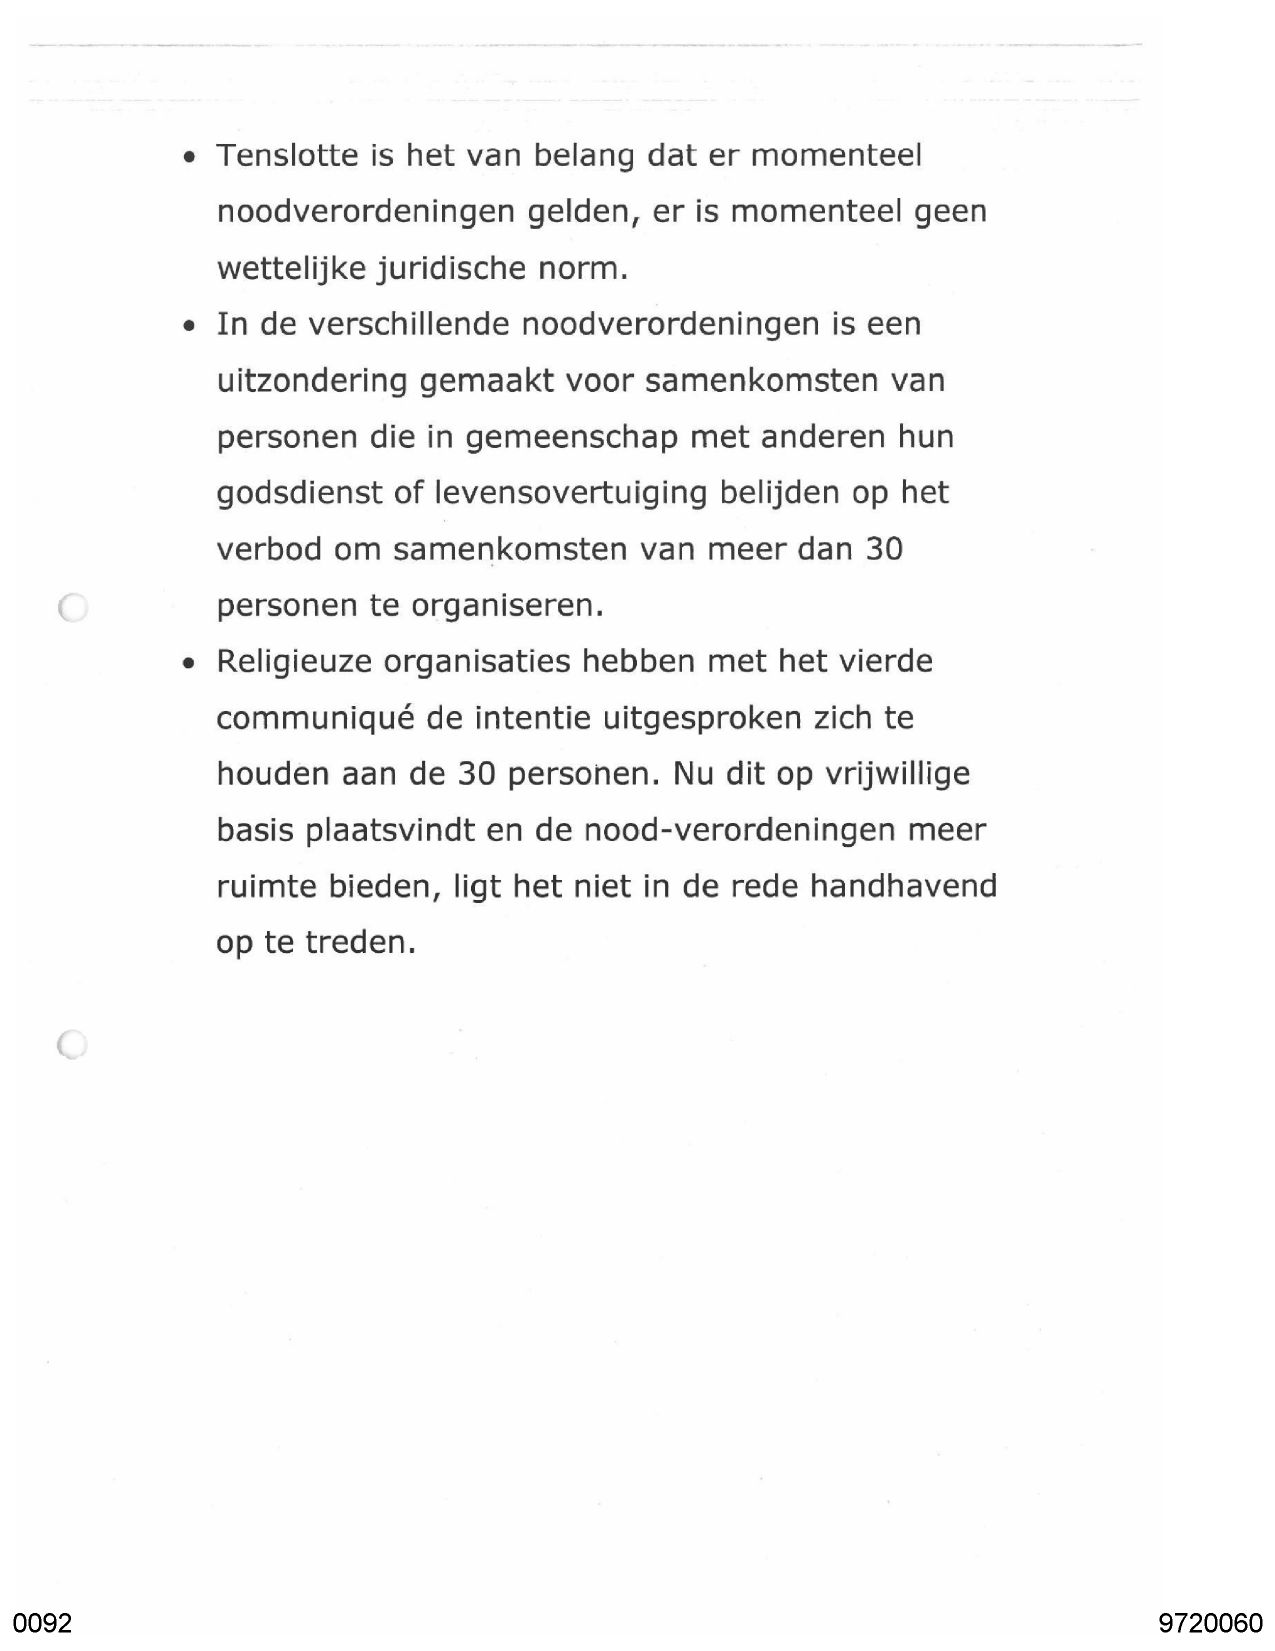 • Tenslotte is het van belang dat er momenteel
noodverordeningen gelden, er is momenteel geen
wettelijke juridische norm.
• In de verschillende noodverordeningen is een
uitzondering gemaakt voor samenkomsten van
personen die in gemeenschap met anderen hun
godsdienst of levensovertuiging belijden op het
verbod om samenkomsten van meer dan 30
personen te organiseren.
• Religieuze organisaties hebben met het vierde
communiqué de intentie uitgesproken zich te
houden aan de 30 personen. Nu dit op vrijwillige
basis plaatsvindt en de nood-verordeningen meer
ruimte bieden, ligt het niet in de rede handhavend
op te treden.
0092
9720060